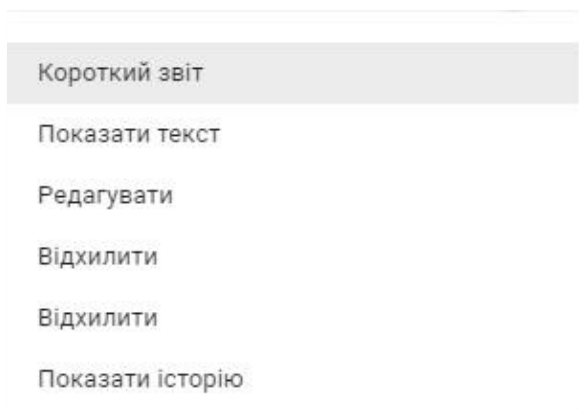 Короткий звіт
Показати текст
Редагувати
Відхилити
Відхилити
Показати історію